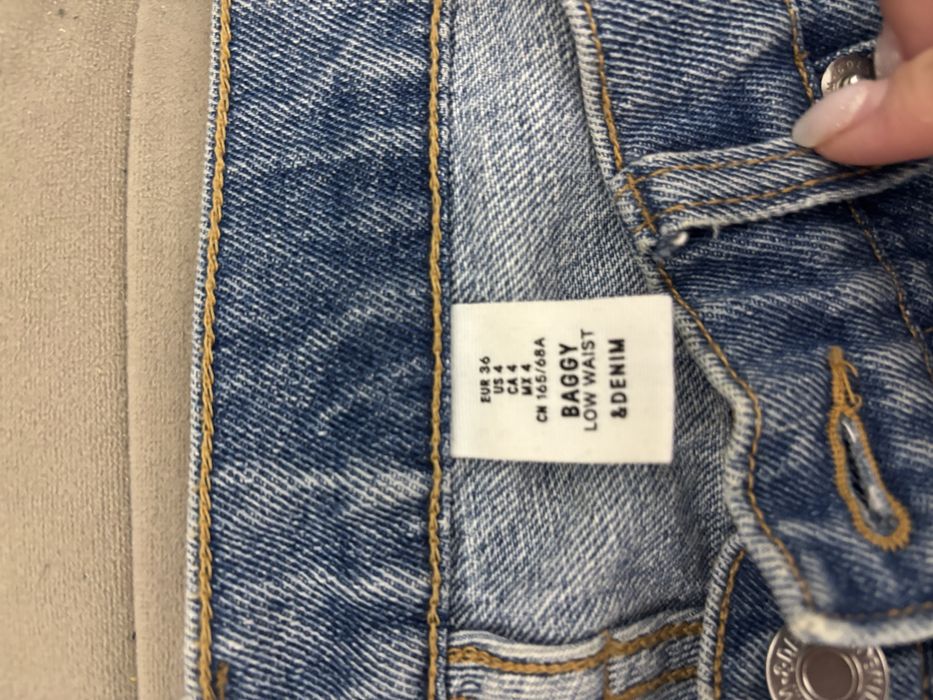 EUR 36
US 4
CA 4
MX 4
CN 165/68A
BAGGY
LOW WAIST
&DENIM